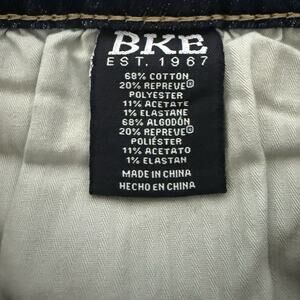 BKE
EST. 1967
68% COTTON
20% REPREVE®
POLYESTER
11% ACETATE
1% ELASTANE
68% ALGODÓN
20% REPREVE®
POLIÉSTER
11% ACETATO
1% ELASTAN
MADE IN CHINA
HECHO EN CHINA